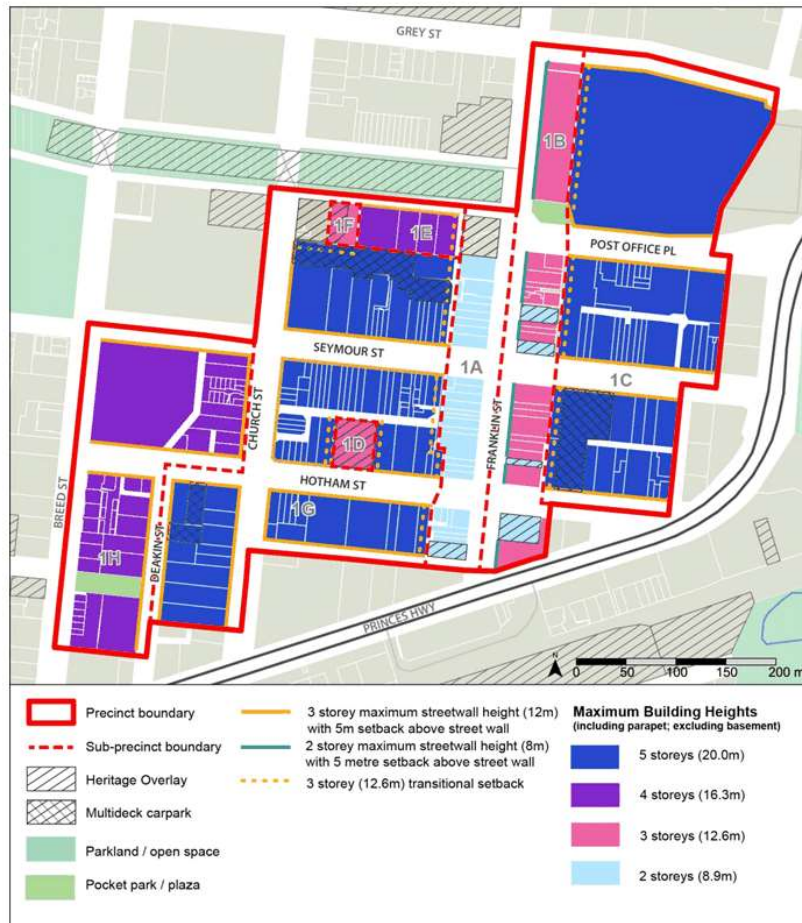 GREY ST
1B
POST OFFICE PL
1F
1E
SEYMOUR ST
1A
1C
CHURCH ST
FRANKLIN ST
1D
HOTHAM ST
BREED ST
1G
DEAKIN ST
1H
PRINCES HWY
N
0 50 100 200 m
Precinct boundary
Sub-precinct boundary
Heritage Overlay
Multideck carpark
Parkland / open space
Pocket park / plaza
3 storey maximum streetwall height (12m)
with 5m setback above street wall
2 storey maximum streetwall height (8m)
with 5 metre setback above street wall
3 storey (12.6m) transitional setback
Maximum Building Heights
(including parapet; excluding basement)
5 storeys (20.0m)
4 storeys (16.3m)
3 storeys (12.6m)
2 storeys (8.9m)